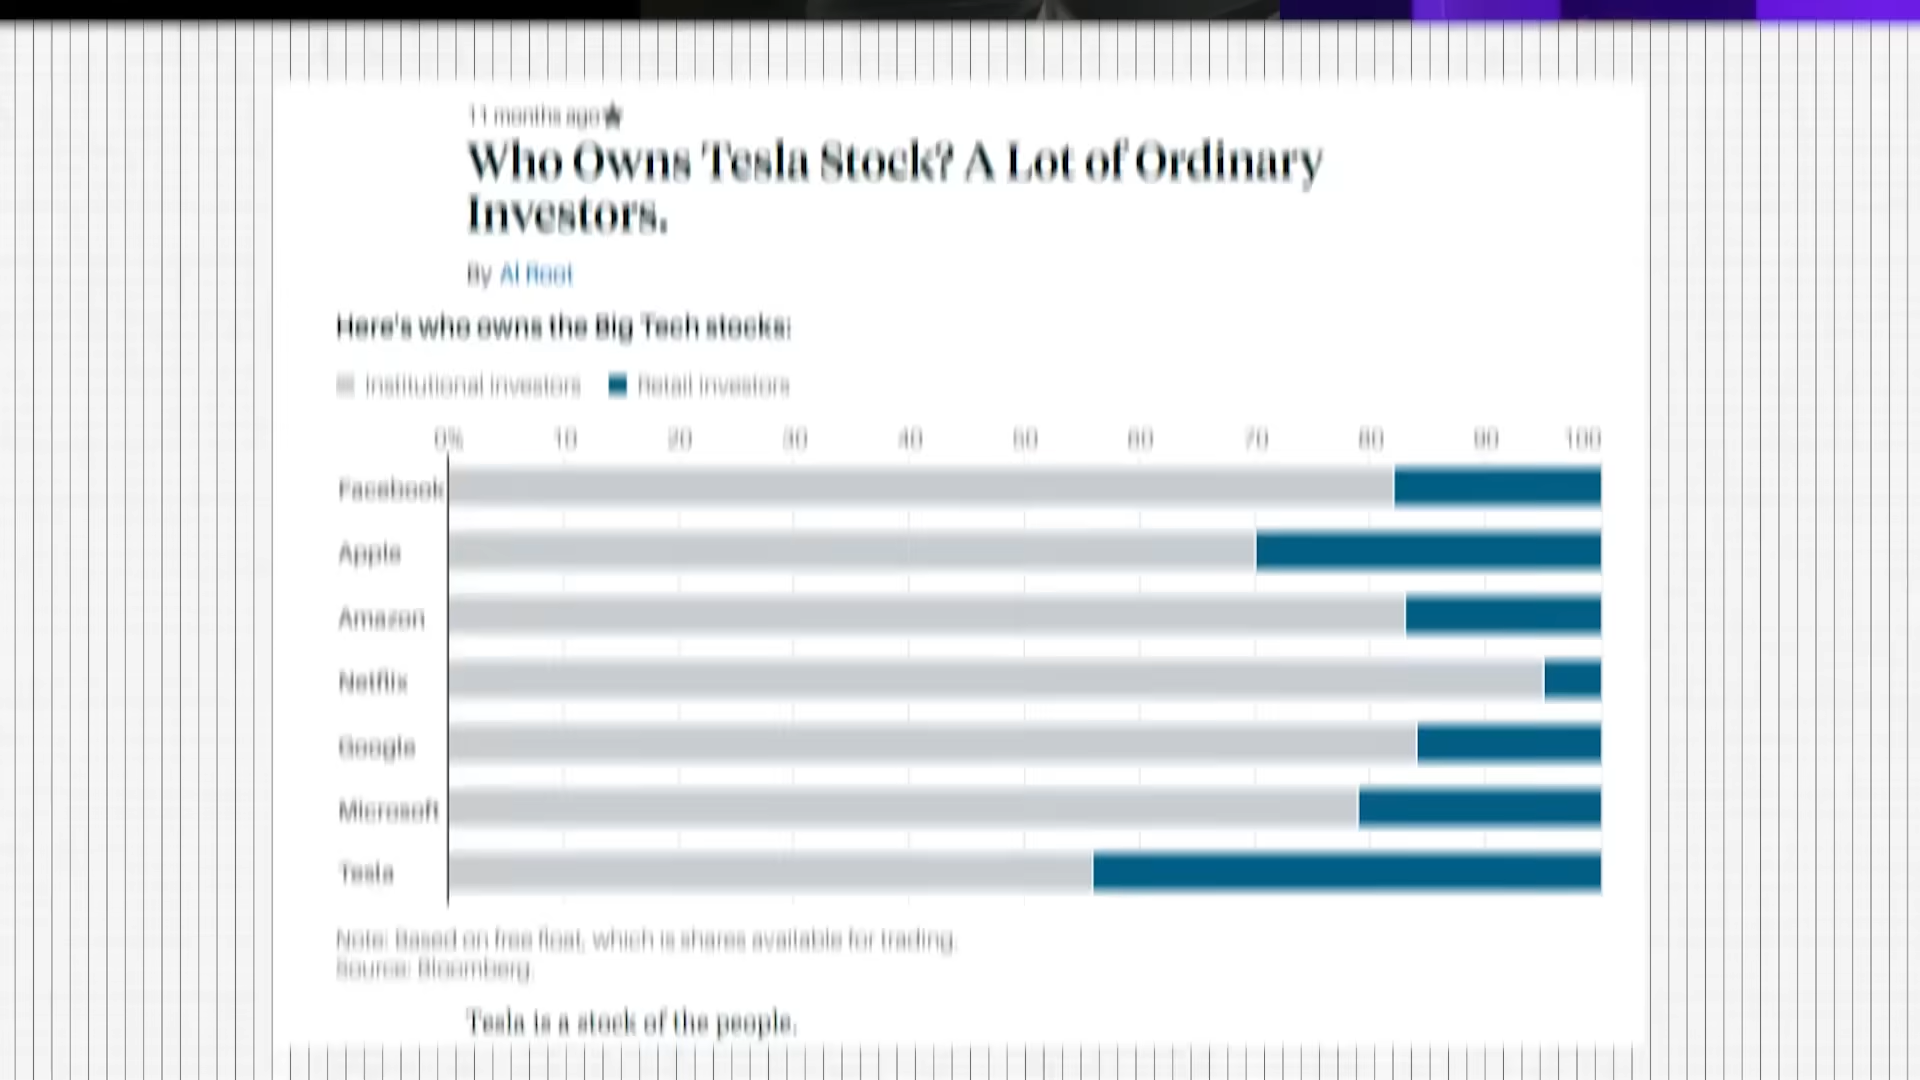 11 months ago★
Who Owns Tesla Stock? A Lot of Ordinary
Investors.
By Al Root
Here's who owns the Big Tech stocks:
Institutional investors Retail investors
0% 10 20 30 40 50 60 70 80 90 100
Facebook
Apple
Amazon
Netflix
Google
Microsoft
Tesla
Note: Based on free float, which is shares available for trading.
Source: Bloomberg.
Tesla is a stock of the people.